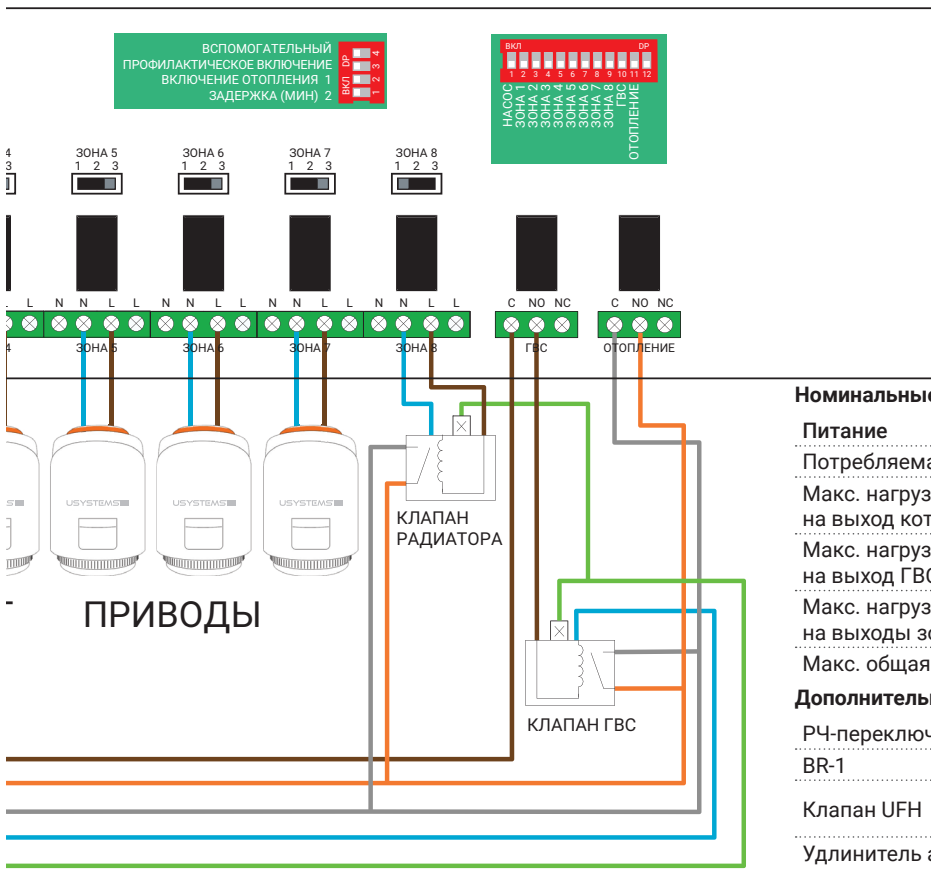 ВСПОМОГАТЕЛЬНЫЙ
ПРОФИЛАКТИЧЕСКОЕ ВКЛЮЧЕНИЕ
ВКЛЮЧЕНИЕ ОТОПЛЕНИЯ 1
ЗАДЕРЖКА (МИН) 2
ВКЛ DP
1 2 3 4
ВКЛ DP
1 2 3 4 5 6 7 8 9 10 11 12
НАСОС
ЗОНА 1
ЗОНА 2
ЗОНА 3
ЗОНА 4
ЗОНА 5
ЗОНА 6
ЗОНА 7
ЗОНА 8
ГВС
ОТОПЛЕНИЕ
4 ЗОНА 5 ЗОНА 6 ЗОНА 7 ЗОНА 8
3 1 2 3 1 2 3 1 2 3 1 2 3
L N N L L N N L L N N L L N N L L C NO NC C NO NC
4 ЗОНА 5 ЗОНА 6 ЗОНА 7 ЗОНА 8 ГВС ОТОПЛЕНИЕ
USYSTEMS USYSTEMS USYSTEMS
КЛАПАН
РАДИАТОРА
ПРИВОДЫ
КЛАПАН ГВС
Номинальные
Питание
Потребляема
Макс. нагруз
на выход кот
Макс. нагруз
на выход ГВС
Макс. нагруз
на выходы зо
Макс. общая
Дополнитель
РЧ-переключ
BR-1
Клапан UFH
Удлинитель а